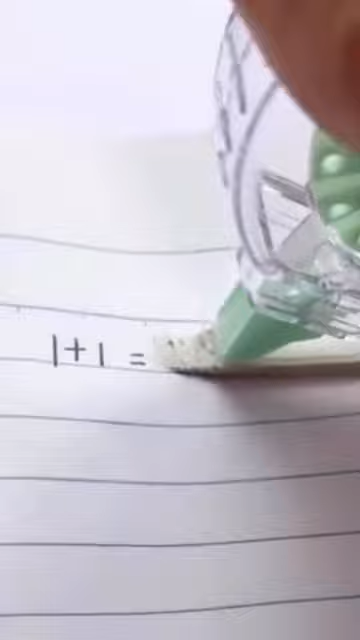 1+1 =